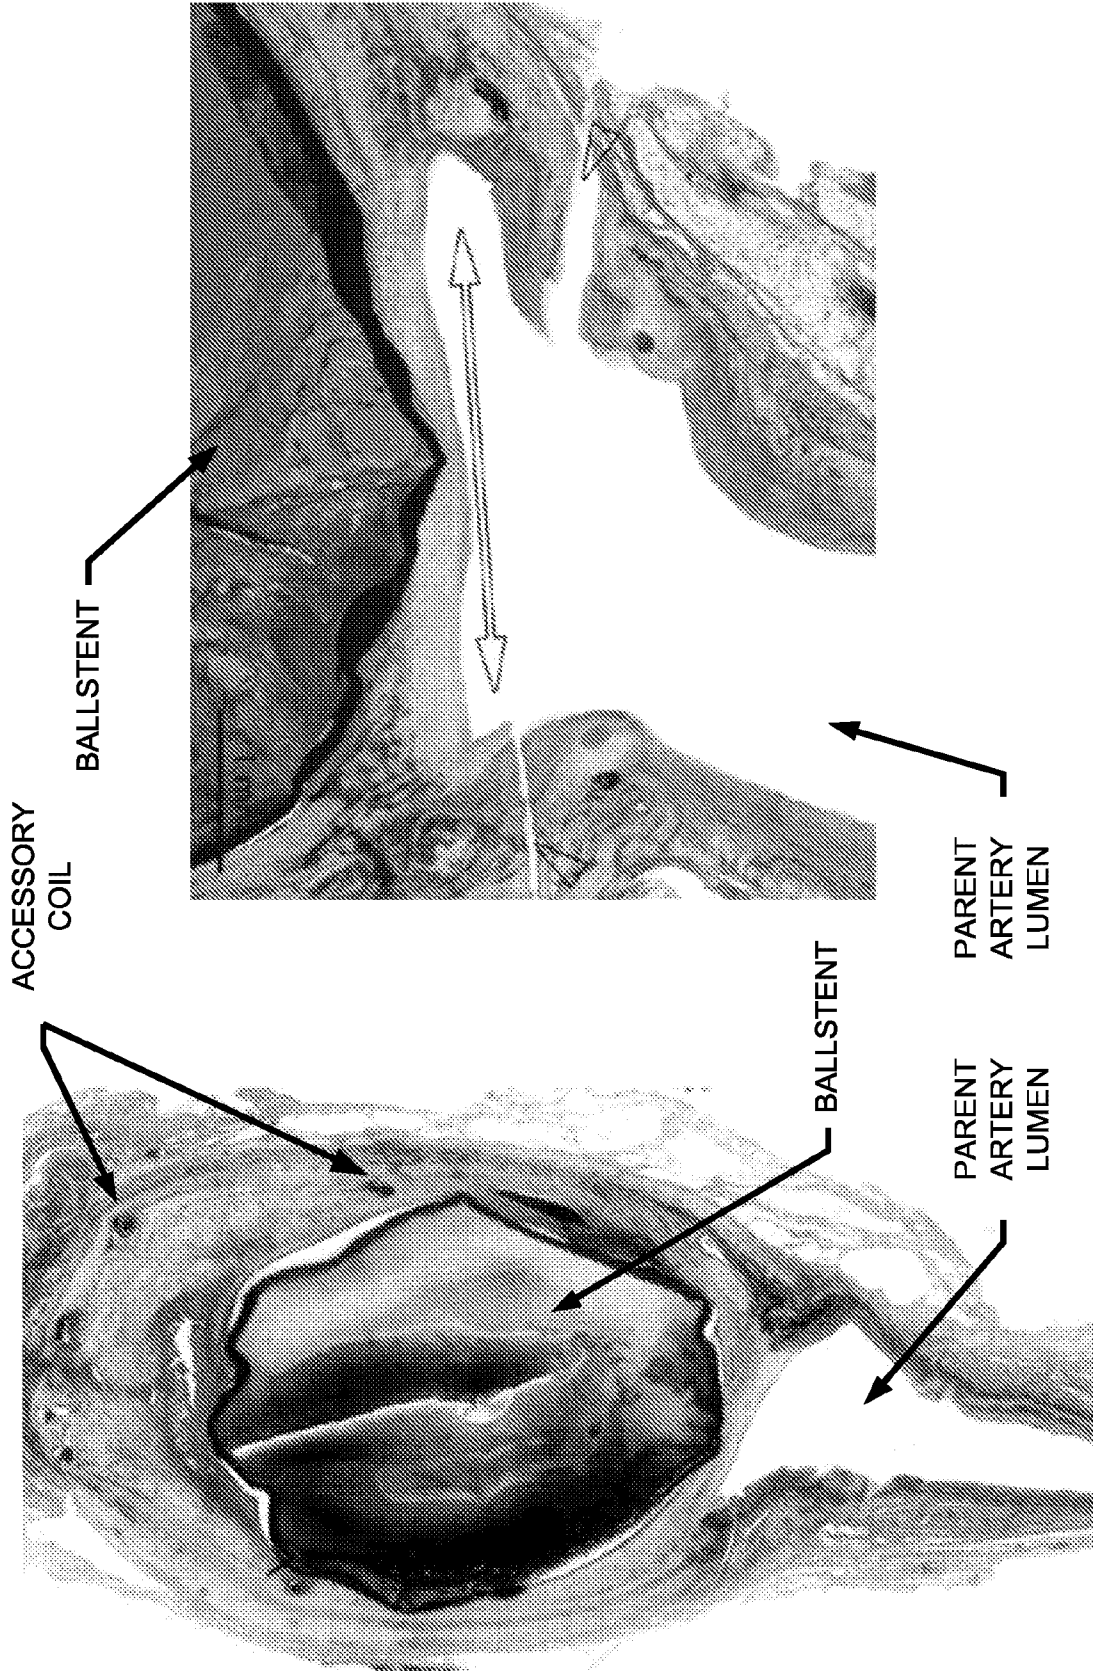 ACCESSORY
COIL
BALLSTENT
BALLSTENT
PARENT
ARTERY
LUMEN
PARENT
ARTERY
LUMEN